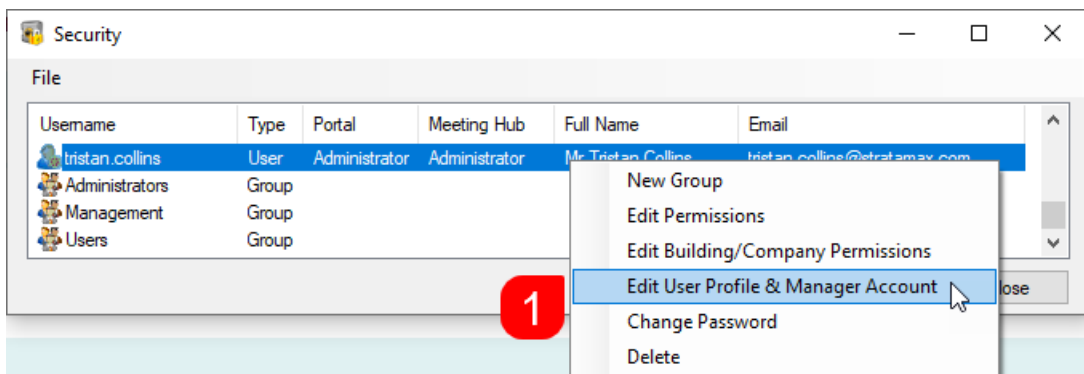 Security
File
Username Type Portal Meeting Hub Full Name Email
tristan.collins User Administrator Administrator Mr Tristan Collins tristan.collins@stratamax.com
Administrators Group
Management Group
Users Group
New Group
Edit Permissions
Edit Building/Company Permissions
1 Edit User Profile & Manager Account lose
Change Password
Delete